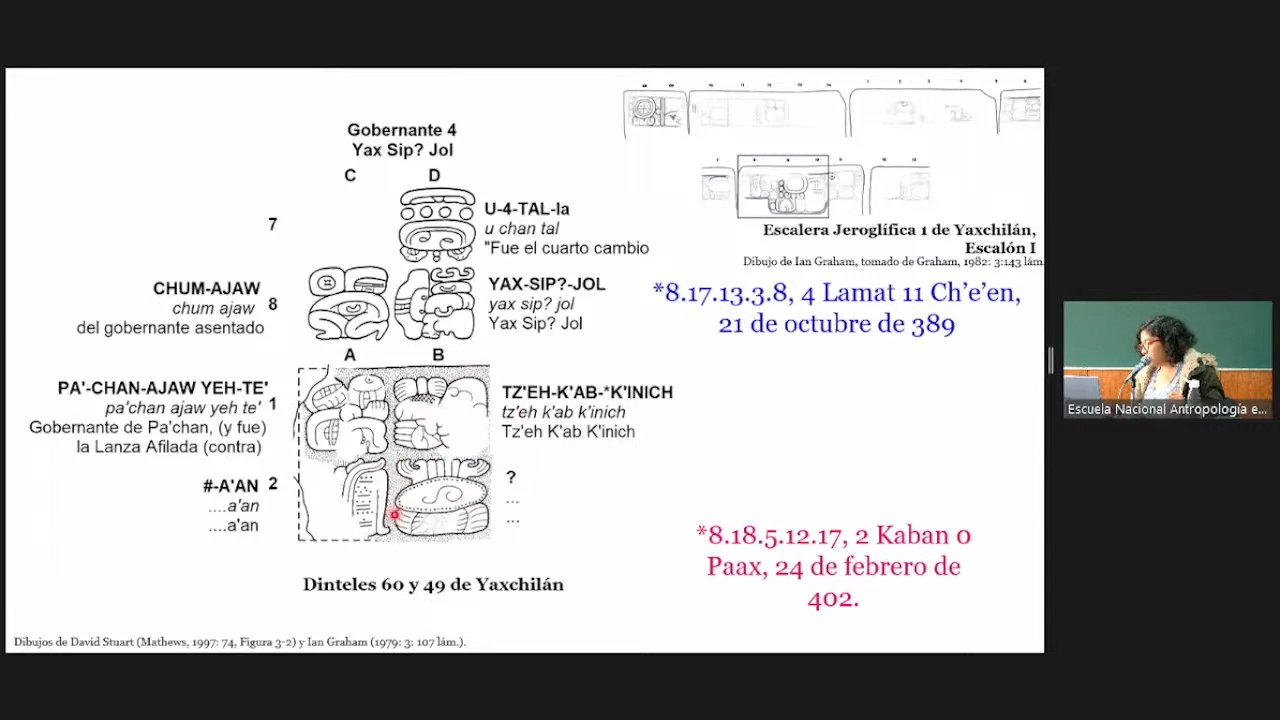 Gobernante 4
Yax Sip? Jol
C D
7
U-4-TAL-la
u chan tal
"Fue el cuarto cambio
CHUM-AJAW
chum ajaw
del gobernante asentado
8
YAX-SIP?-JOL
yax sip? jol
Yax Sip? Jol
A B
PA'-CHAN-AJAW YEH-TE'
pa'chan ajaw yeh te'
Gobernante de Pa'chan, (y fue)
la Lanza Afilada (contra)
1
TZ'EH-K'AB-*K'INICH
tz'eh k'ab k'inich
Tz'eh K'ab K'inich
#-A'AN
....a'an
....a'an
2
?
...
...
Dinteles 60 y 49 de Yaxchilán
Dibujos de David Stuart (Mathews, 1997: 74, Figura 3-2) y Ian Graham (1979: 3: 107 lám.).
Escalera Jeroglífica 1 de Yaxchilán,
Escalón I
Dibujo de Ian Graham, tomado de Graham, 1982: 3:143 lám.
*8.17.13.3.8, 4 Lamat 11 Ch’e’en,
21 de octubre de 389
*8.18.5.12.17, 2 Kaban 0
Paax, 24 de febrero de
402.
Escuela Nacional Antropología e...